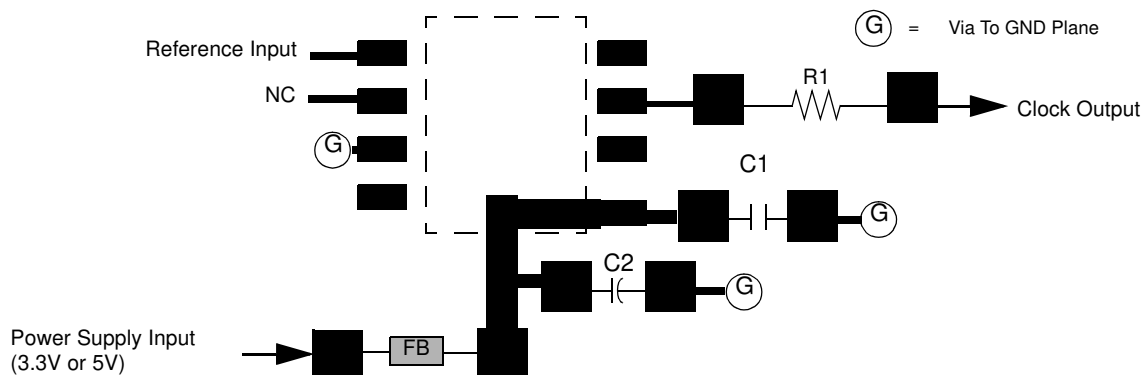 G = Via To GND Plane
Reference Input
R1
NC
Clock Output
G
C1
G
C2
G
Power Supply Input
(3.3V or 5V)
FB